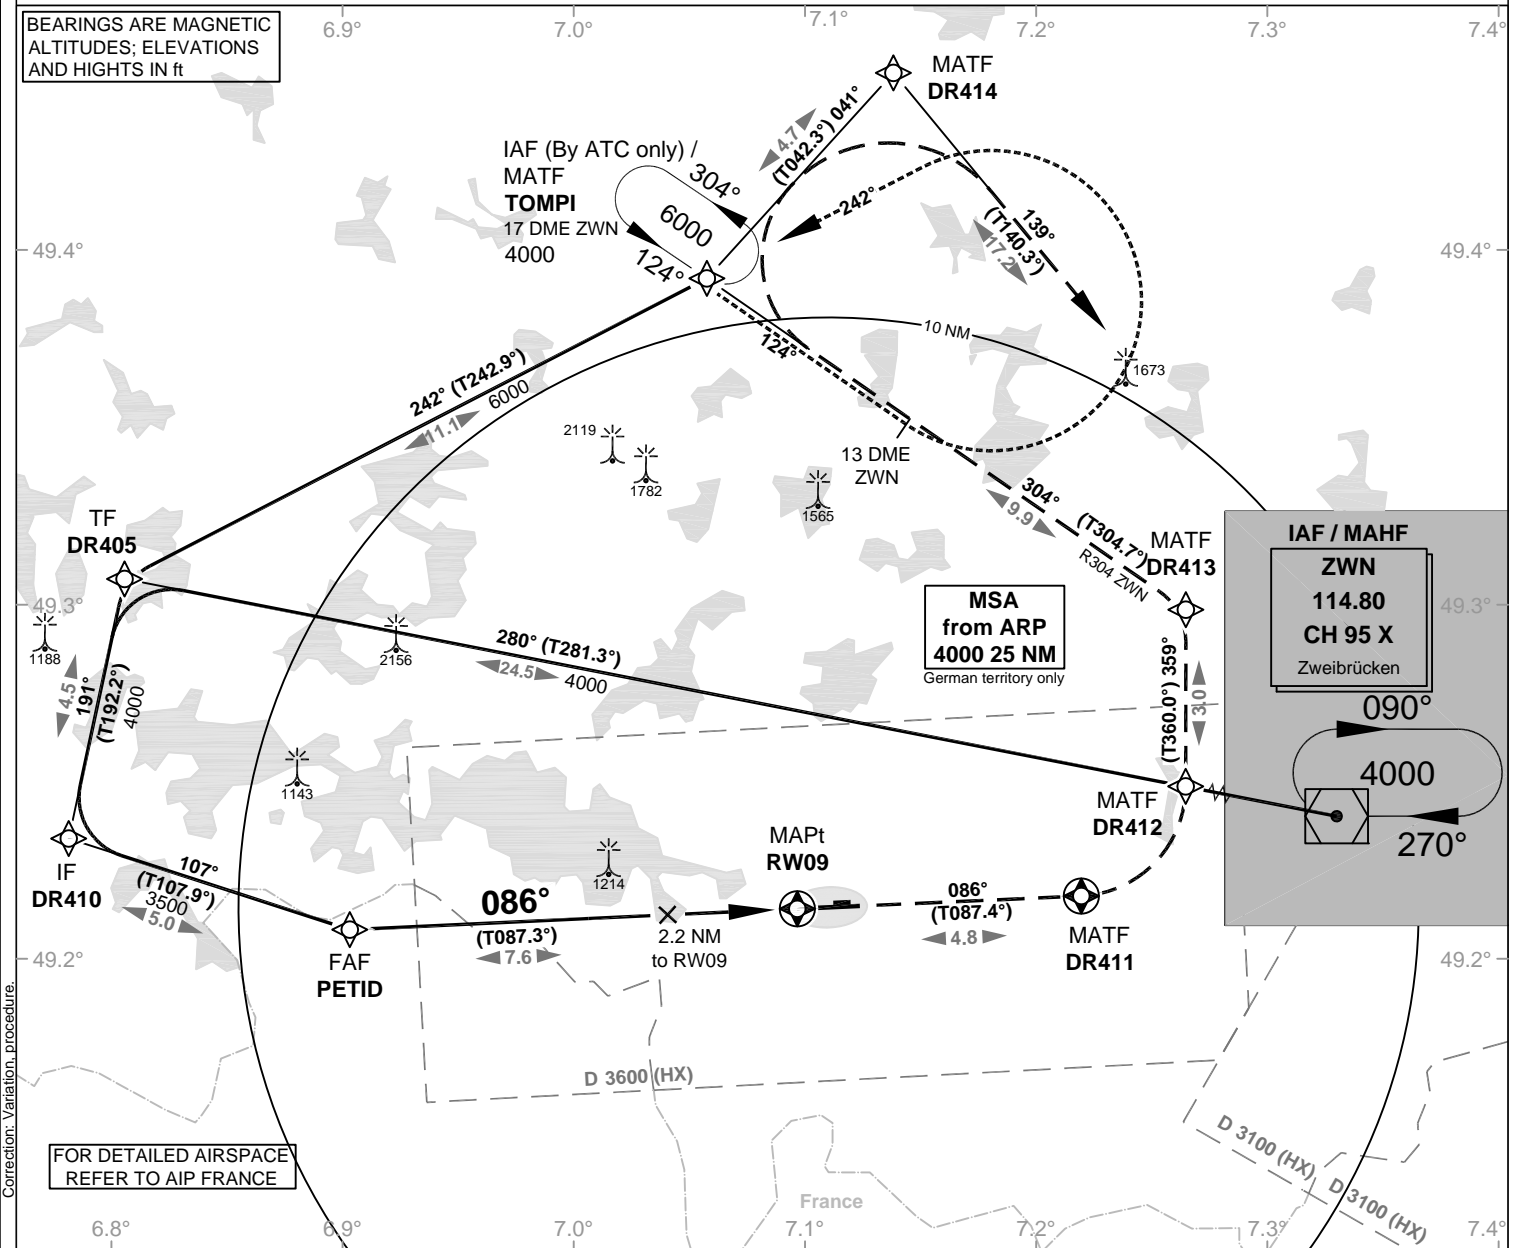 BEARINGS ARE MAGNETIC
ALTITUDES; ELEVATIONS
AND HIGHTS IN ft
6.9°
7.0°
7.1°
7.2°
7.3°
7.4°
MATF
DR414
4.7
(T042.3°) 041°
IAF (By ATC only) /
MATF
TOMPI
17 DME ZWN
4000
304°
6000
124°
242°
139°
(T140.3°)
17.2
49.4°
49.4°
10 NM
124°
1673
242° (T242.9°)
6000
11.1
2119
1782
1565
13 DME
ZWN
304°
(T304.7°)
9.9
R304 ZWN
MATF
DR413
IAF / MAHF
ZWN
114.80
CH 95 X
Zweibrücken
TF
DR405
49.3°
49.3°
MSA
from ARP
4000 25 NM
German territory only
1188
2156
280° (T281.3°)
24.5
4000
4.5
191°
(T192.2°)
4000
(T360.0°) 359°
3.0
090°
4000
270°
1143
MATF
DR412
MAPt
RW09
IF
DR410
107°
(T107.9°)
3500
5.0
1214
086°
(T087.3°)
7.6
2.2 NM
to RW09
086°
(T087.4°)
4.8
MATF
DR411
FAF
PETID
49.2°
49.2°
D 3600 (HX)
D 3100 (HX)
D 3100 (HX)
FOR DETAILED AIRSPACE
REFER TO AIP FRANCE
France
6.8°
6.9°
7.0°
7.1°
7.2°
7.3°
7.4°
Correction: Variation, procedure.